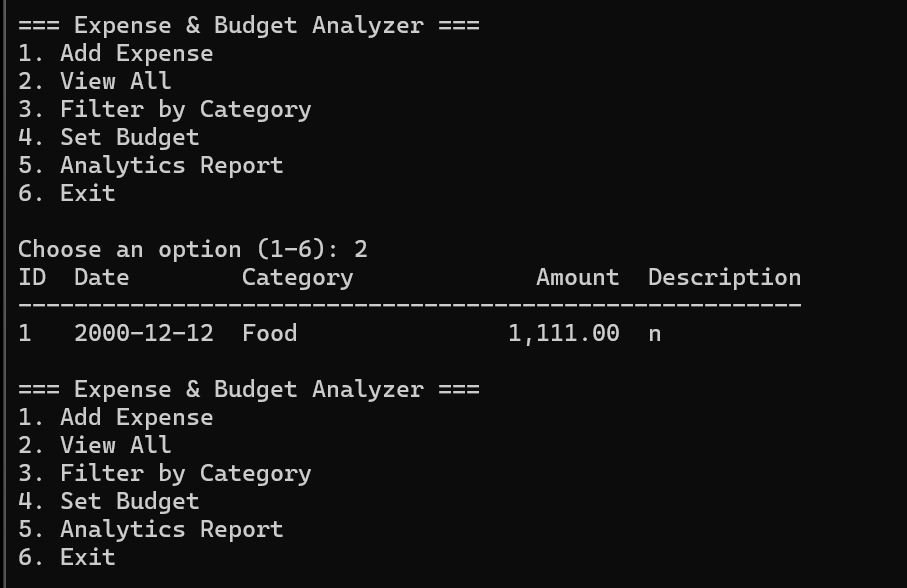 === Expense & Budget Analyzer ===
1. Add Expense
2. View All
3. Filter by Category
4. Set Budget
5. Analytics Report
6. Exit
Choose an option (1-6): 2
ID  Date        Category             Amount  Description
--------------------------------------------------------
1   2000-12-12  Food               1,111.00  n
=== Expense & Budget Analyzer ===
1. Add Expense
2. View All
3. Filter by Category
4. Set Budget
5. Analytics Report
6. Exit